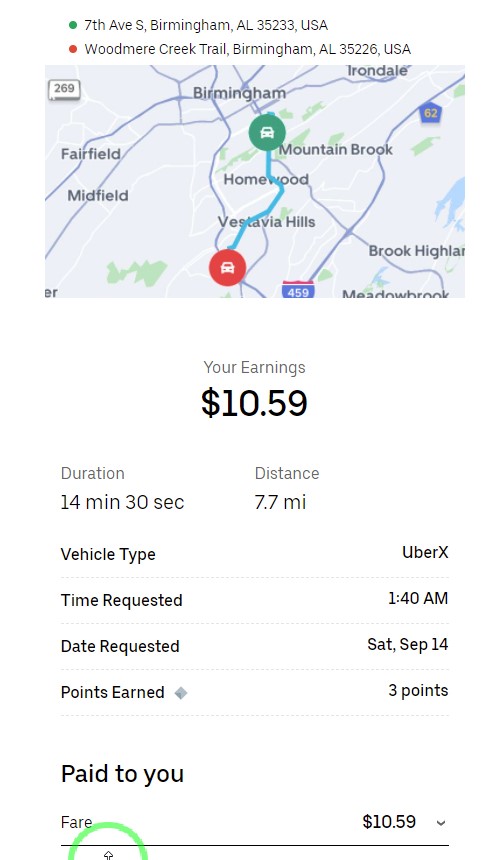 7th Ave S, Birmingham, AL 35233, USA
Woodmere Creek Trail, Birmingham, AL 35226, USA
Irondale
269
Birmingham
62
Fairfield
Mountain Brook
Homewood
Midfield
Vestavia Hills
Brook Highlar
er
459
Meadowbrook
Your Earnings
$10.59
Duration
Distance
14 min 30 sec
7.7 mi
Vehicle Type
UberX
Time Requested
1:40 AM
Date Requested
Sat, Sep 14
Points Earned
3 points
Paid to you
Fare
$10.59